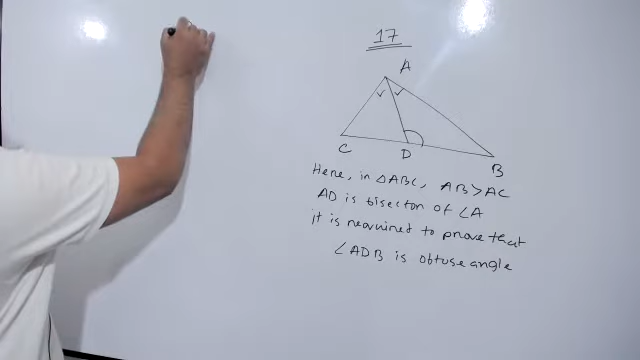 17
A
C
D
B
Here, in △ABC, AB>AC
AD is bisector of ∠A
it is required to prove that
∠ADB is obtuse angle